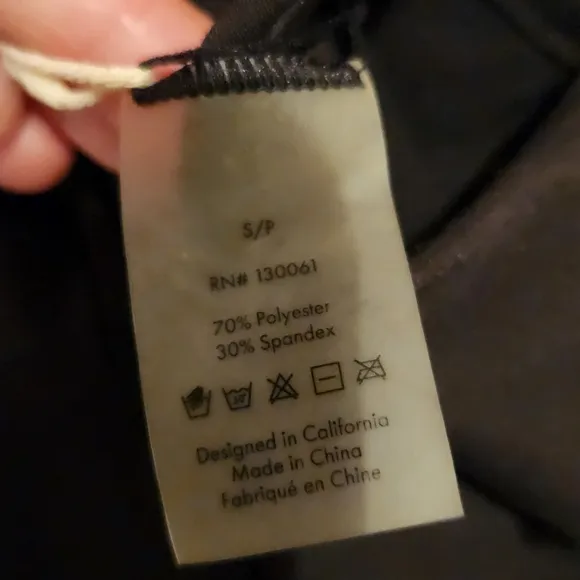 S/P
RN# 130061
70% Polyester
30% Spandex
Designed in California
Made in China
Fabriqué en Chine